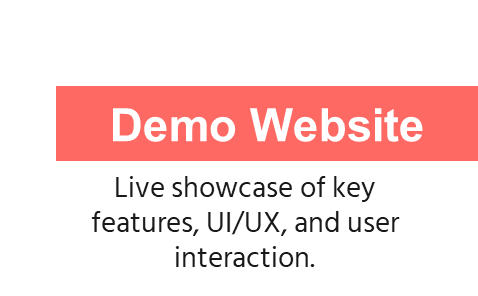 Demo Website
Live showcase of key
features, UI/UX, and user
interaction.